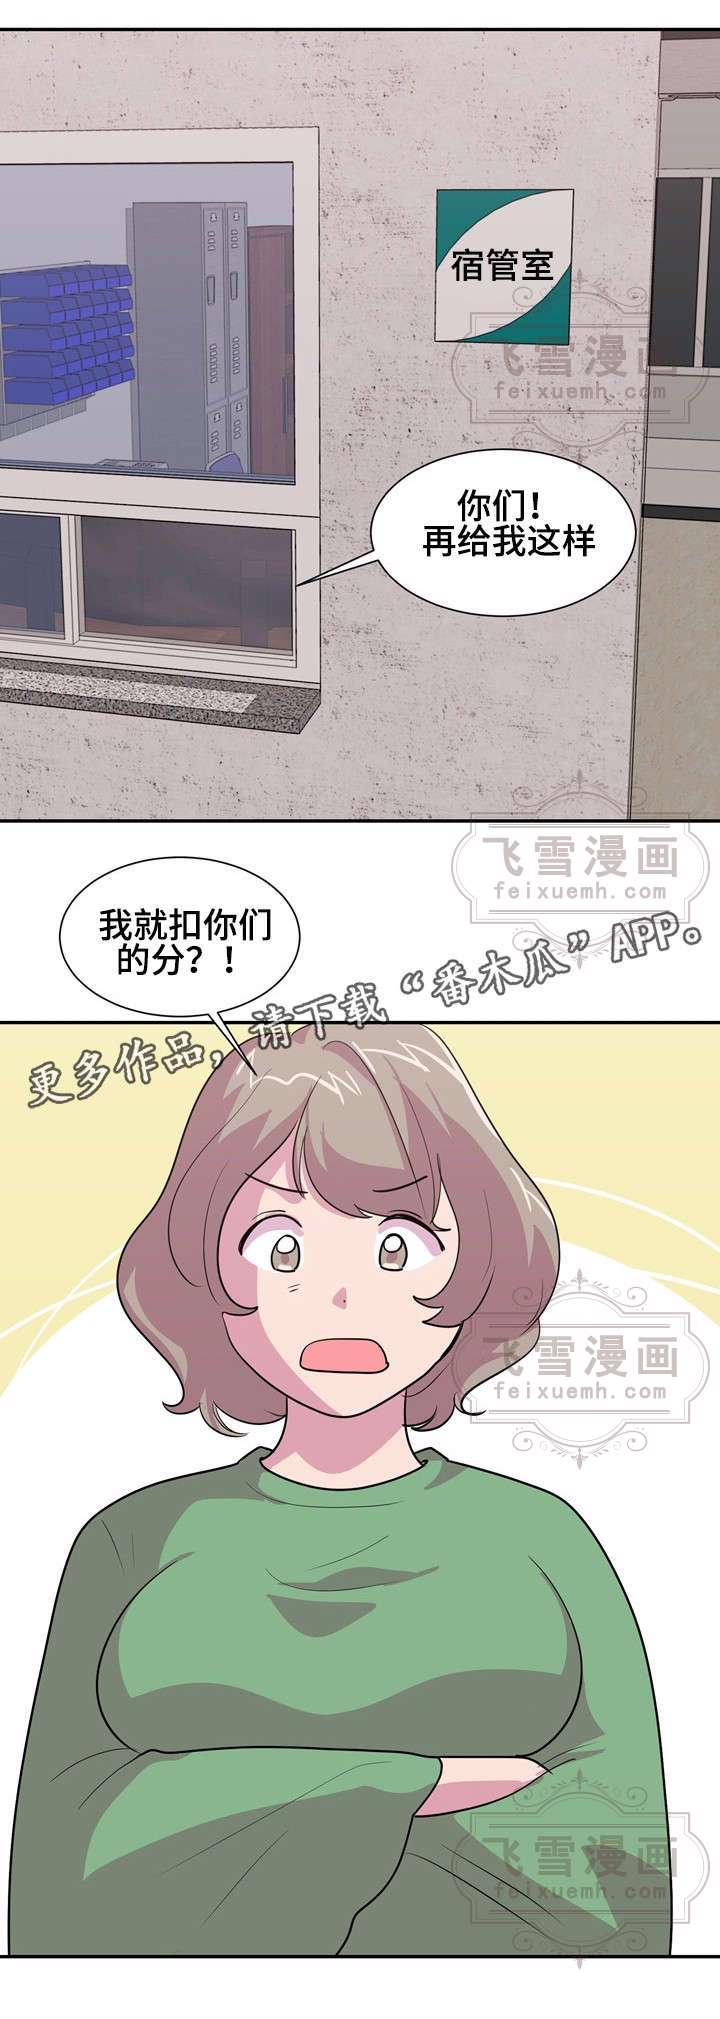 宿管室
飞雪漫画
feixuemh.com
你们！
再给我这样
飞雪漫画
feixuemh.com
我就扣你们
的分？！
更多作品，请下载“番木瓜”APP。
飞雪漫画
feixuemh.com
飞雪漫画
feixuemh.com